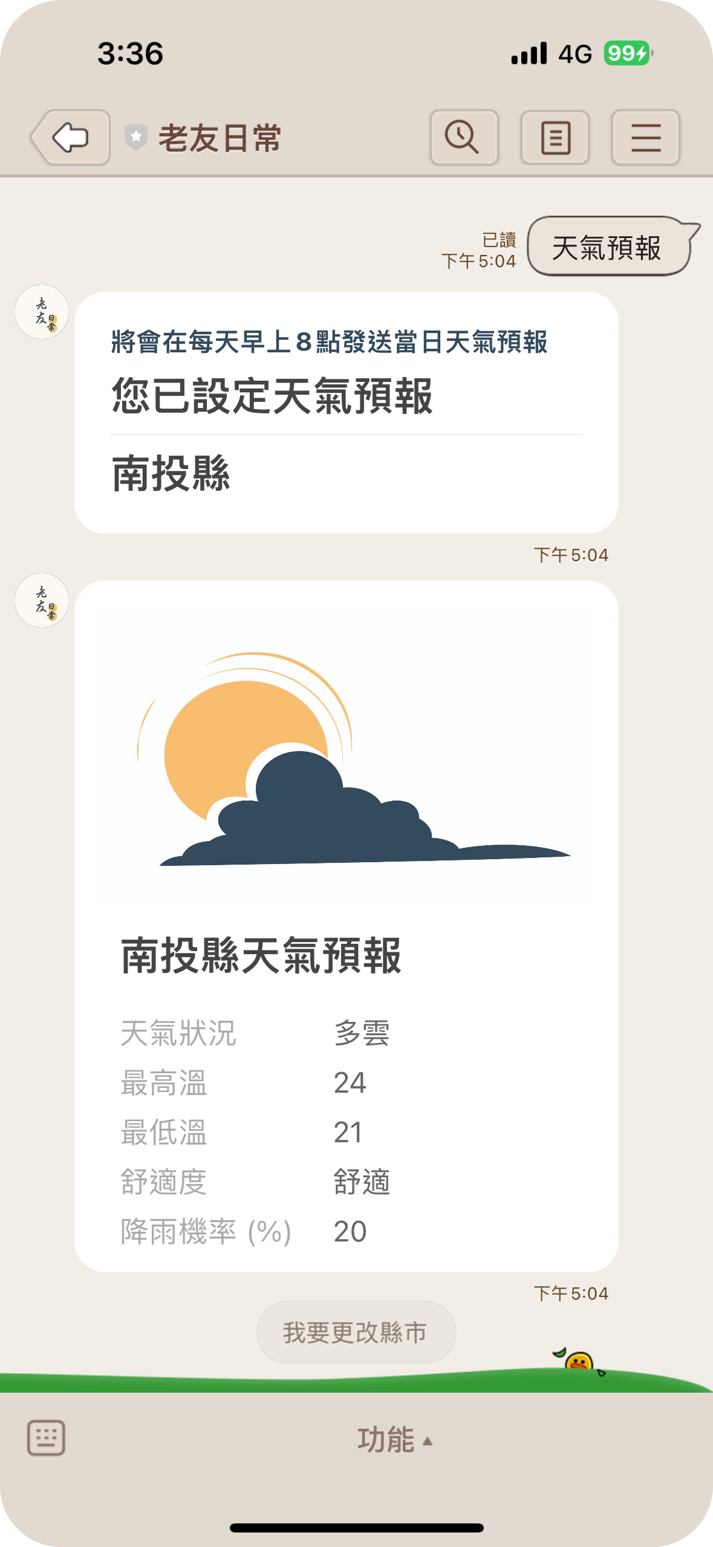 3:36
4G
99
老友日常
已讀
下午 5:04
天氣預報
老友日常
將會在每天早上 8 點發送當日天氣預報
您已設定天氣預報
南投縣
下午 5:04
老友日常
南投縣天氣預報
天氣狀況 多雲
最高溫 24
最低溫 21
舒適度 舒適
降雨機率 (%) 20
下午 5:04
我要更改縣市
功能